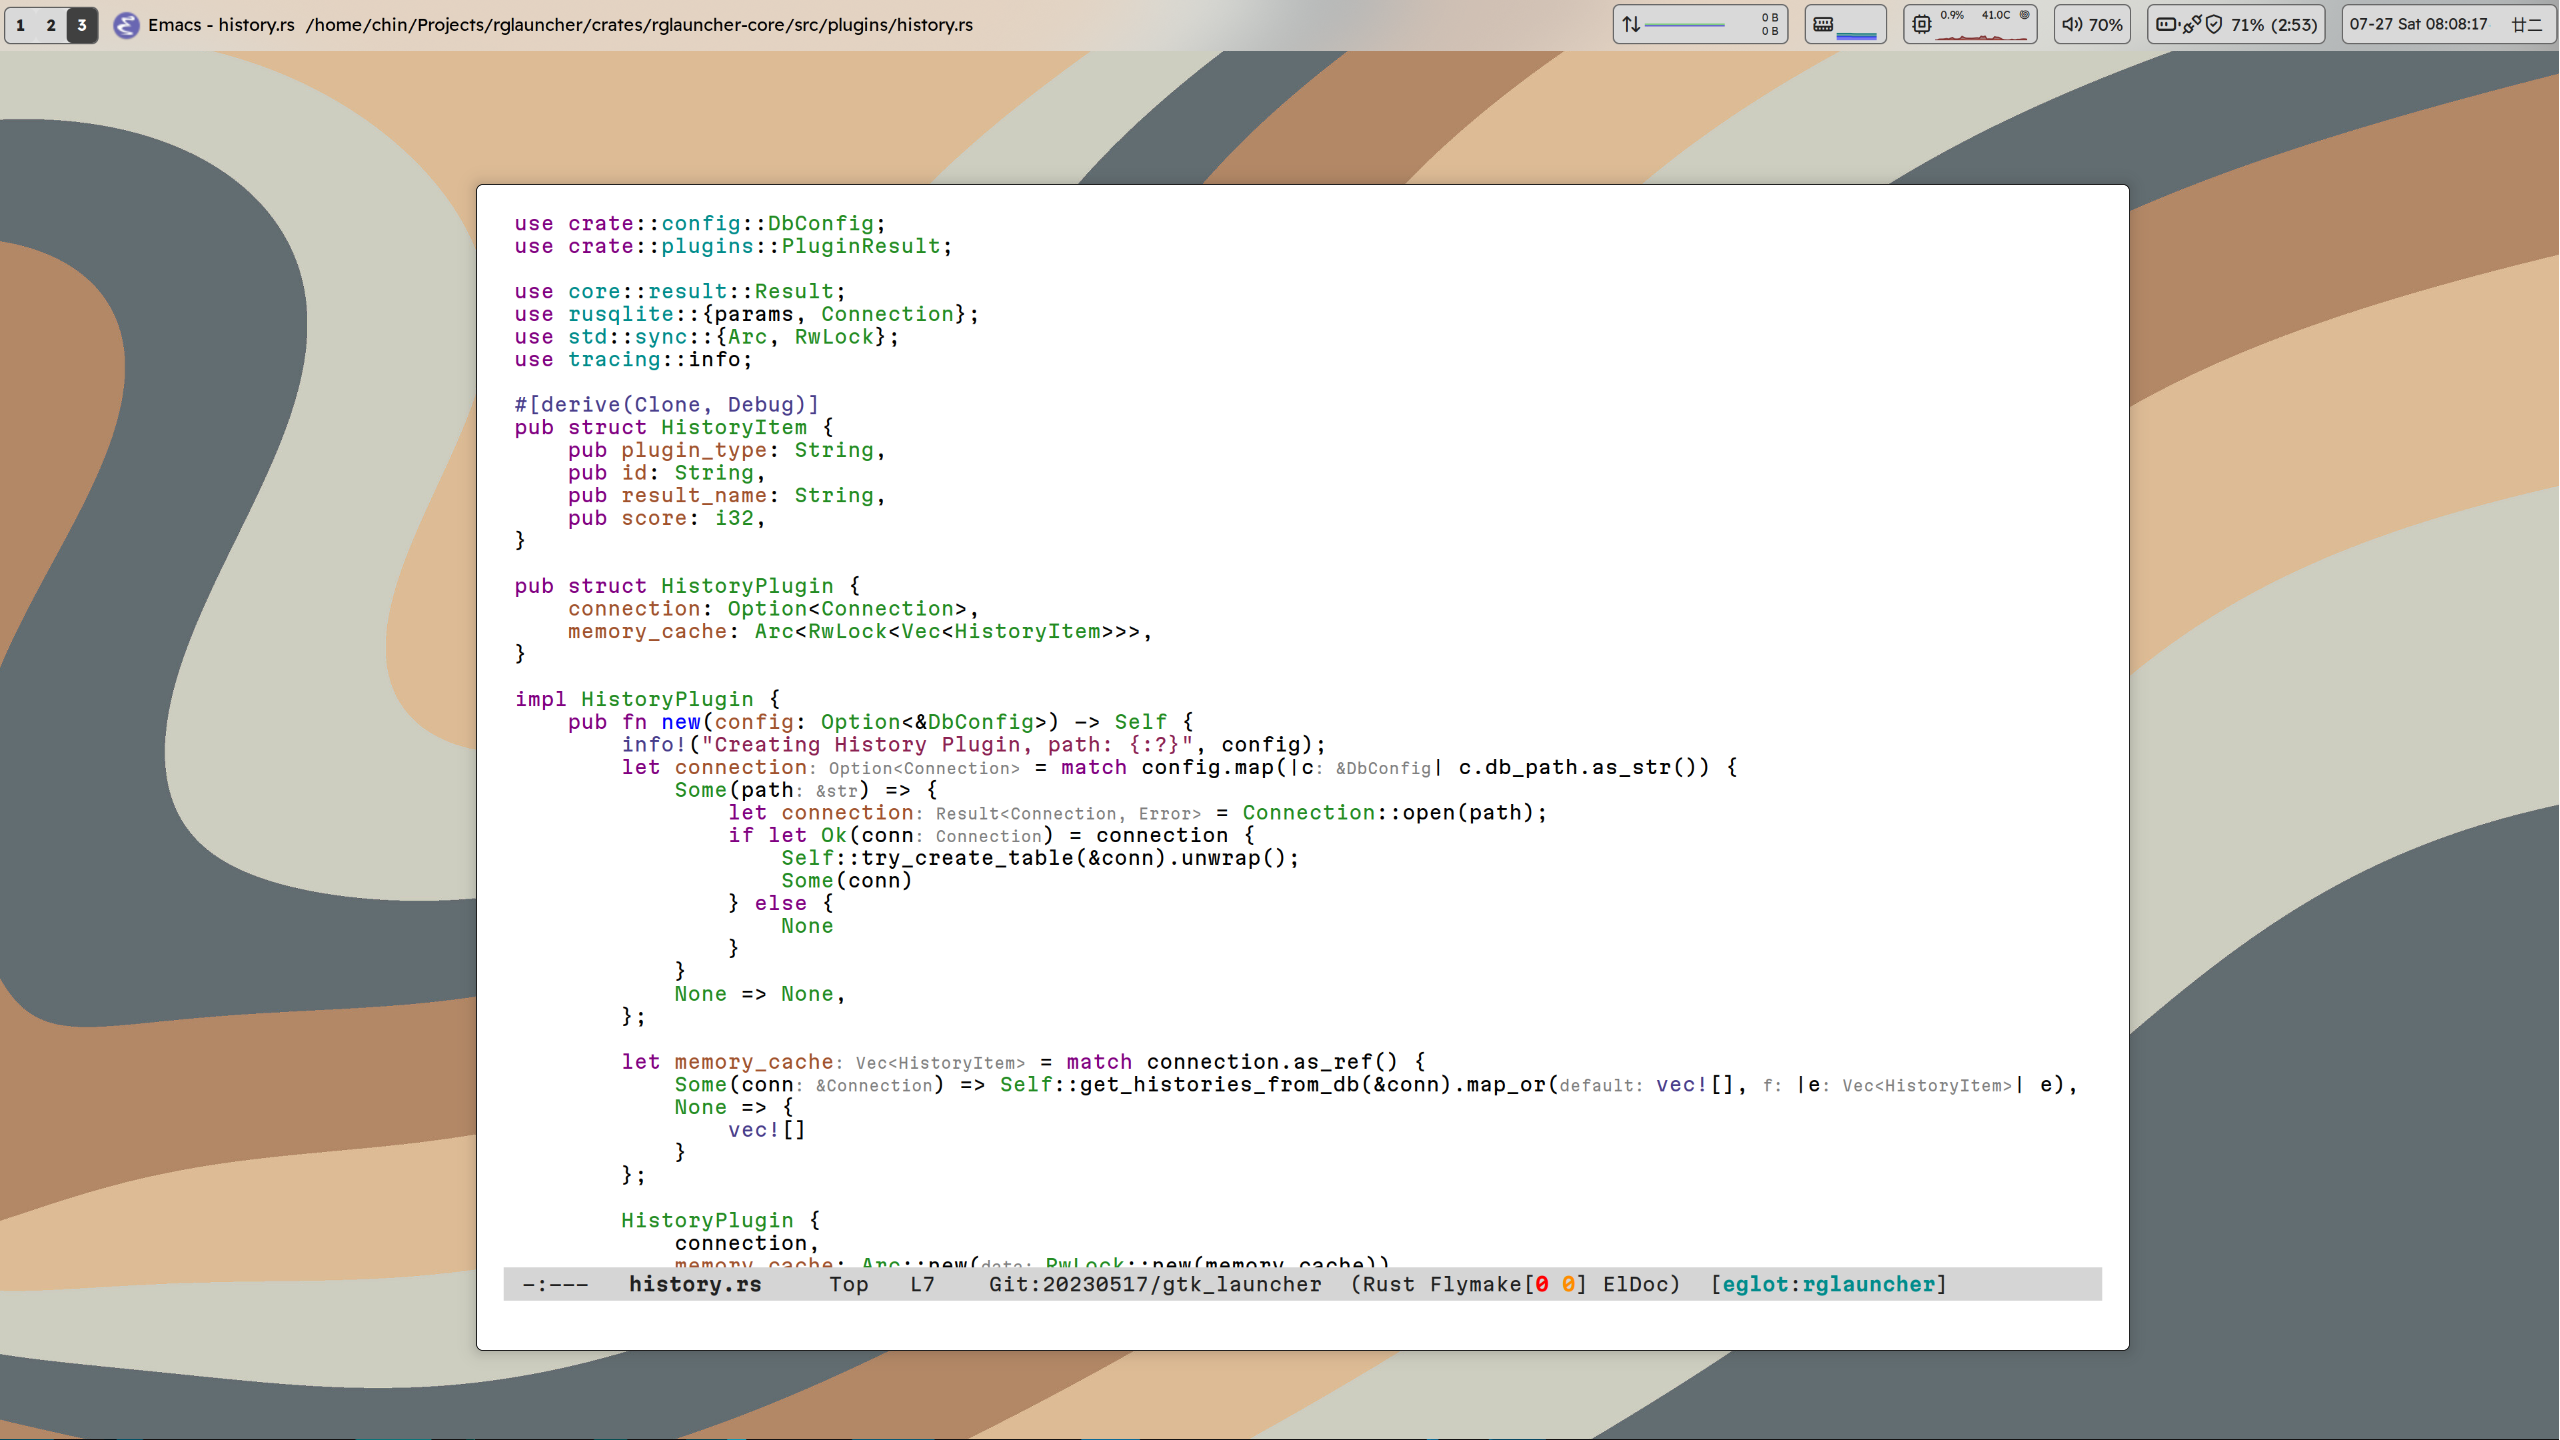 1 2 3 Emacs - history.rs /home/chin/Projects/rglauncher/crates/rglauncher-core/src/plugins/history.rs 0 B 0 B 0.9% 41.0C 70% 71% (2:53) 07-27 Sat 08:08:17 廿二
use crate::config::DbConfig;
use crate::plugins::PluginResult;
use core::result::Result;
use rusqlite::{params, Connection};
use std::sync::{Arc, RwLock};
use tracing::info;
#[derive(Clone, Debug)]
pub struct HistoryItem {
    pub plugin_type: String,
    pub id: String,
    pub result_name: String,
    pub score: i32,
}
pub struct HistoryPlugin {
    connection: Option<Connection>,
    memory_cache: Arc<RwLock<Vec<HistoryItem>>>,
}
impl HistoryPlugin {
    pub fn new(config: Option<&DbConfig>) -> Self {
        info!("Creating History Plugin, path: {:?}", config);
        let connection: Option<Connection> = match config.map(|c: &DbConfig| c.db_path.as_str()) {
            Some(path: &str) => {
                let connection: Result<Connection, Error> = Connection::open(path);
                if let Ok(conn: Connection) = connection {
                    Self::try_create_table(&conn).unwrap();
                    Some(conn)
                } else {
                    None
                }
            }
            None => None,
        };
        let memory_cache: Vec<HistoryItem> = match connection.as_ref() {
            Some(conn: &Connection) => Self::get_histories_from_db(&conn).map_or(default: vec![], f: |e: Vec<HistoryItem>| e),
            None => {
                vec![]
            }
        };
        HistoryPlugin {
            connection,
            memory_cache: Arc::new(data: RwLock::new(memory_cache))
-:---   history.rs     Top   L7    Git:20230517/gtk_launcher  (Rust Flymake[0 0] ElDoc)  [eglot:rglauncher]